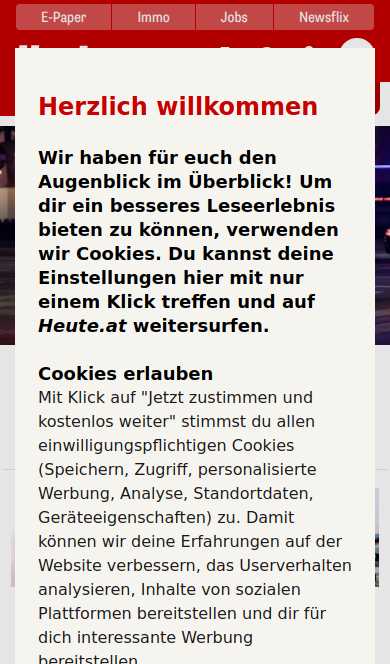 E-Paper Immo Jobs Newsflix
Herzlich willkommen
Wir haben für euch den
Augenblick im Überblick! Um
dir ein besseres Leseerlebnis
bieten zu können, verwenden
wir Cookies. Du kannst deine
Einstellungen hier mit nur
einem Klick treffen und auf
Heute.at weitersurfen.
Cookies erlauben
Mit Klick auf "Jetzt zustimmen und
kostenlos weiter" stimmst du allen
einwilligungspflichtigen Cookies
(Speichern, Zugriff, personalisierte
Werbung, Analyse, Standortdaten,
Geräteeigenschaften) zu. Damit
können wir deine Erfahrungen auf der
Website verbessern, das Userverhalten
analysieren, Inhalte von sozialen
Plattformen bereitstellen und dir für
dich interessante Werbung
bereitstellen